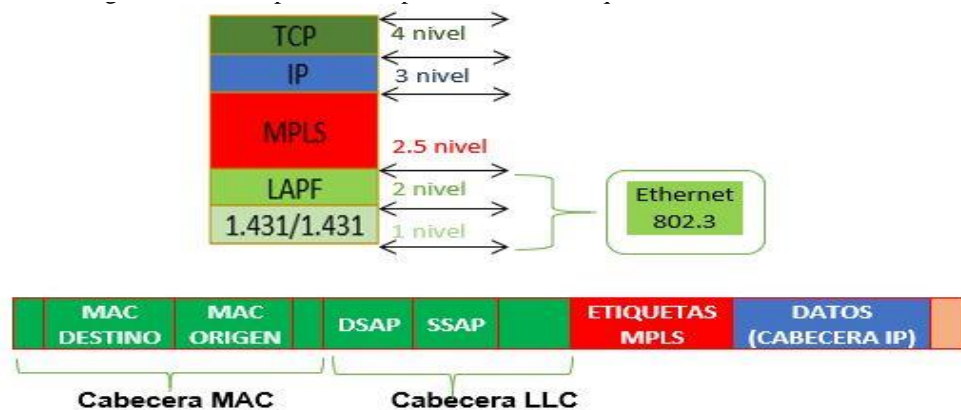 TCP
4 nivel
IP
3 nivel
MPLS
2.5 nivel
LAPF
2 nivel
1.431/1.431
1 nivel
Ethernet
802.3
MAC
DESTINO
MAC
ORIGEN
DSAP
SSAP
ETIQUETAS
MPLS
DATOS
(CABECERA IP)
Cabecera MAC
Cabecera LLC